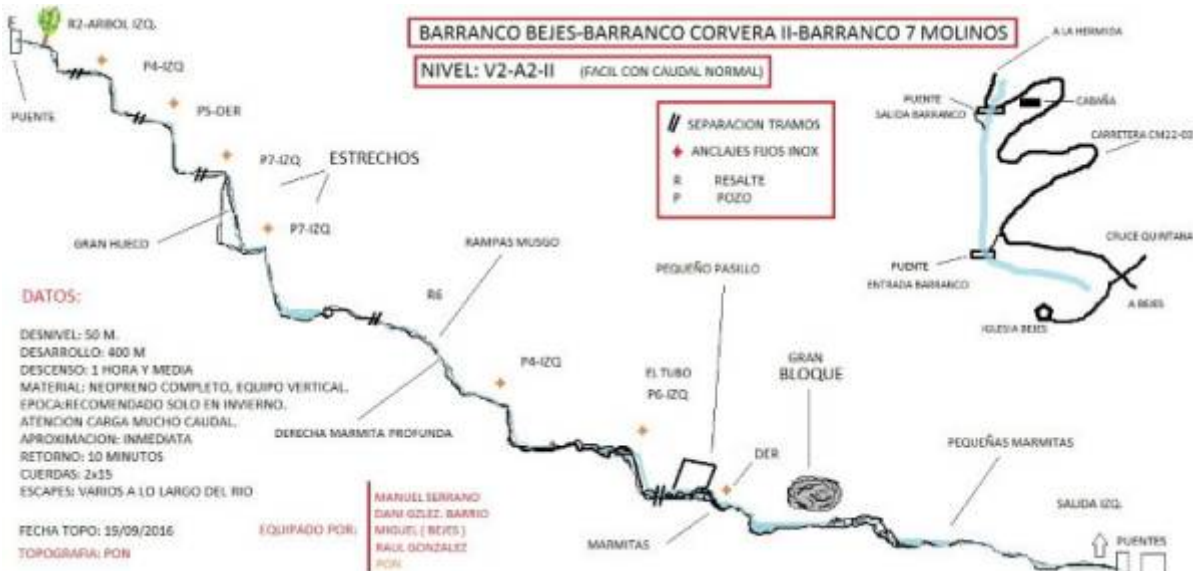 BARRANCO BEJES-BARRANCO CORVERA II-BARRANCO 7 MOLINOS
NIVEL: V2-A2-II (FACIL CON CAUDAL NORMAL)
E
R2-ARBOL IZQ.
PUENTE
P4-IZQ
P5-DER
P7-IZQ
ESTRECHOS
P7-IZQ
GRAN HUECO
RAMPAS MUSGO
R6
DERECHA MARMITA PROFUNDA
P4-IZQ
PEQUEÑO PASILLO
EL TUBO
P6-IZQ
GRAN
BLOQUE
DER
MARMITAS
PEQUEÑAS MARMITAS
SALIDA IZQ.
PUENTES
SEPARACION TRAMOS
ANCLAJES FIJOS INOX
R RESALTE
P POZO
A LA HERMIDA
PUENTE
SALIDA BARRANCO
CABAÑA
CARRETERA CM22-03
CRUCE QUINTANA
PUENTE
ENTRADA BARRANCO
A BEJES
IGLESIA BEJES
DATOS:
DESNIVEL: 50 M.
DESARROLLO: 400 M
DESCENSO: 1 HORA Y MEDIA
MATERIAL: NEOPRENO COMPLETO, EQUIPO VERTICAL.
EPOCA:RECOMENDADO SOLO EN INVIERNO.
ATENCION CARGA MUCHO CAUDAL.
APROXIMACION: INMEDIATA
RETORNO: 10 MINUTOS
CUERDAS: 2x15
ESCAPES: VARIOS A LO LARGO DEL RIO
FECHA TOPO: 19/09/2016
TOPOGRAFIA: PON
EQUIPADO POR:
MANUEL SERRANO
DANI GZLEZ. BARRIO
MIGUEL ( BEJES )
RAUL GONZALEZ
PON